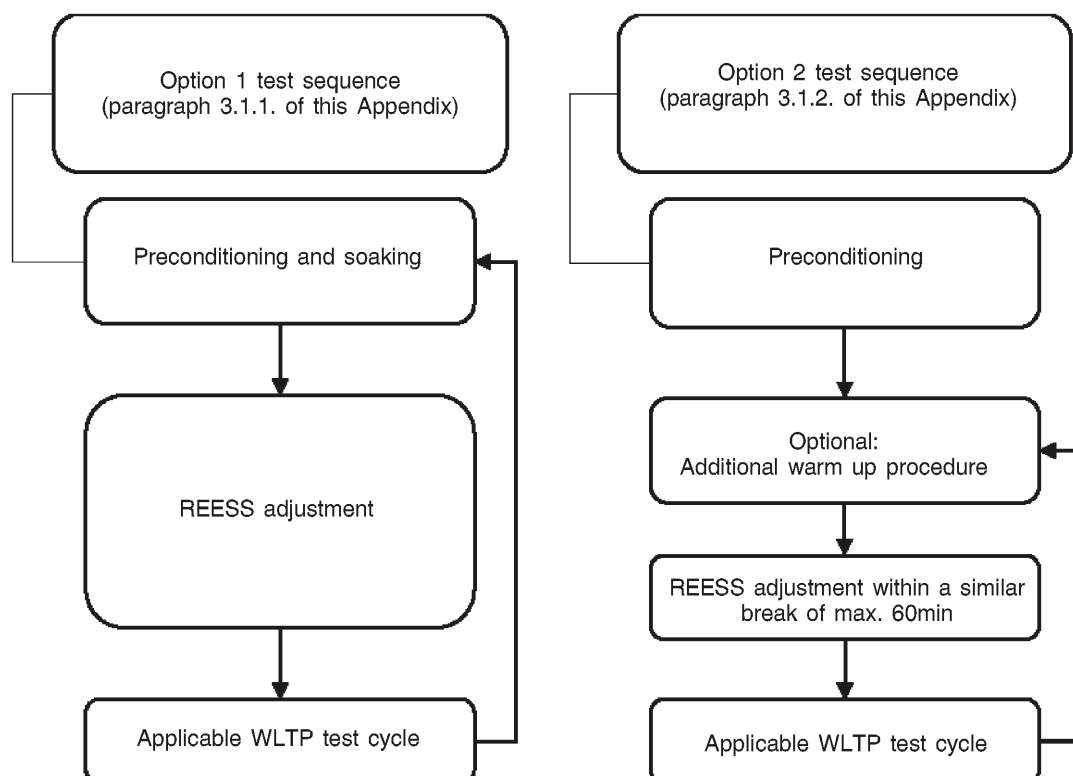 Option 1 test sequence
(paragraph 3.1.1. of this Appendix)
Preconditioning and soaking
REESS adjustment
Applicable WLTP test cycle
Option 2 test sequence
(paragraph 3.1.2. of this Appendix)
Preconditioning
Optional:
Additional warm up procedure
REESS adjustment within a similar
break of max. 60min
Applicable WLTP test cycle